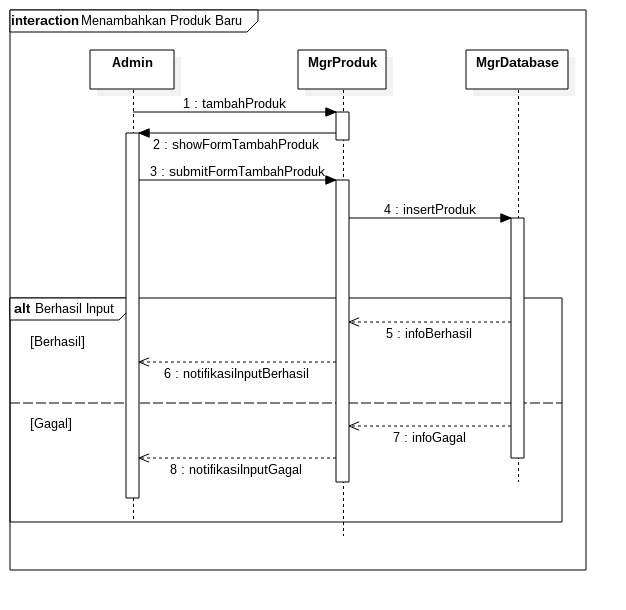 interaction Menambahkan Produk Baru
Admin
MgrProduk
MgrDatabase
1 : tambahProduk
2 : showFormTambahProduk
3 : submitFormTambahProduk
4 : insertProduk
alt Berhasil Input
5 : infoBerhasil
[Berhasil]
6 : notifikasiInputBerhasil
[Gagal]
7 : infoGagal
8 : notifikasiInputGagal